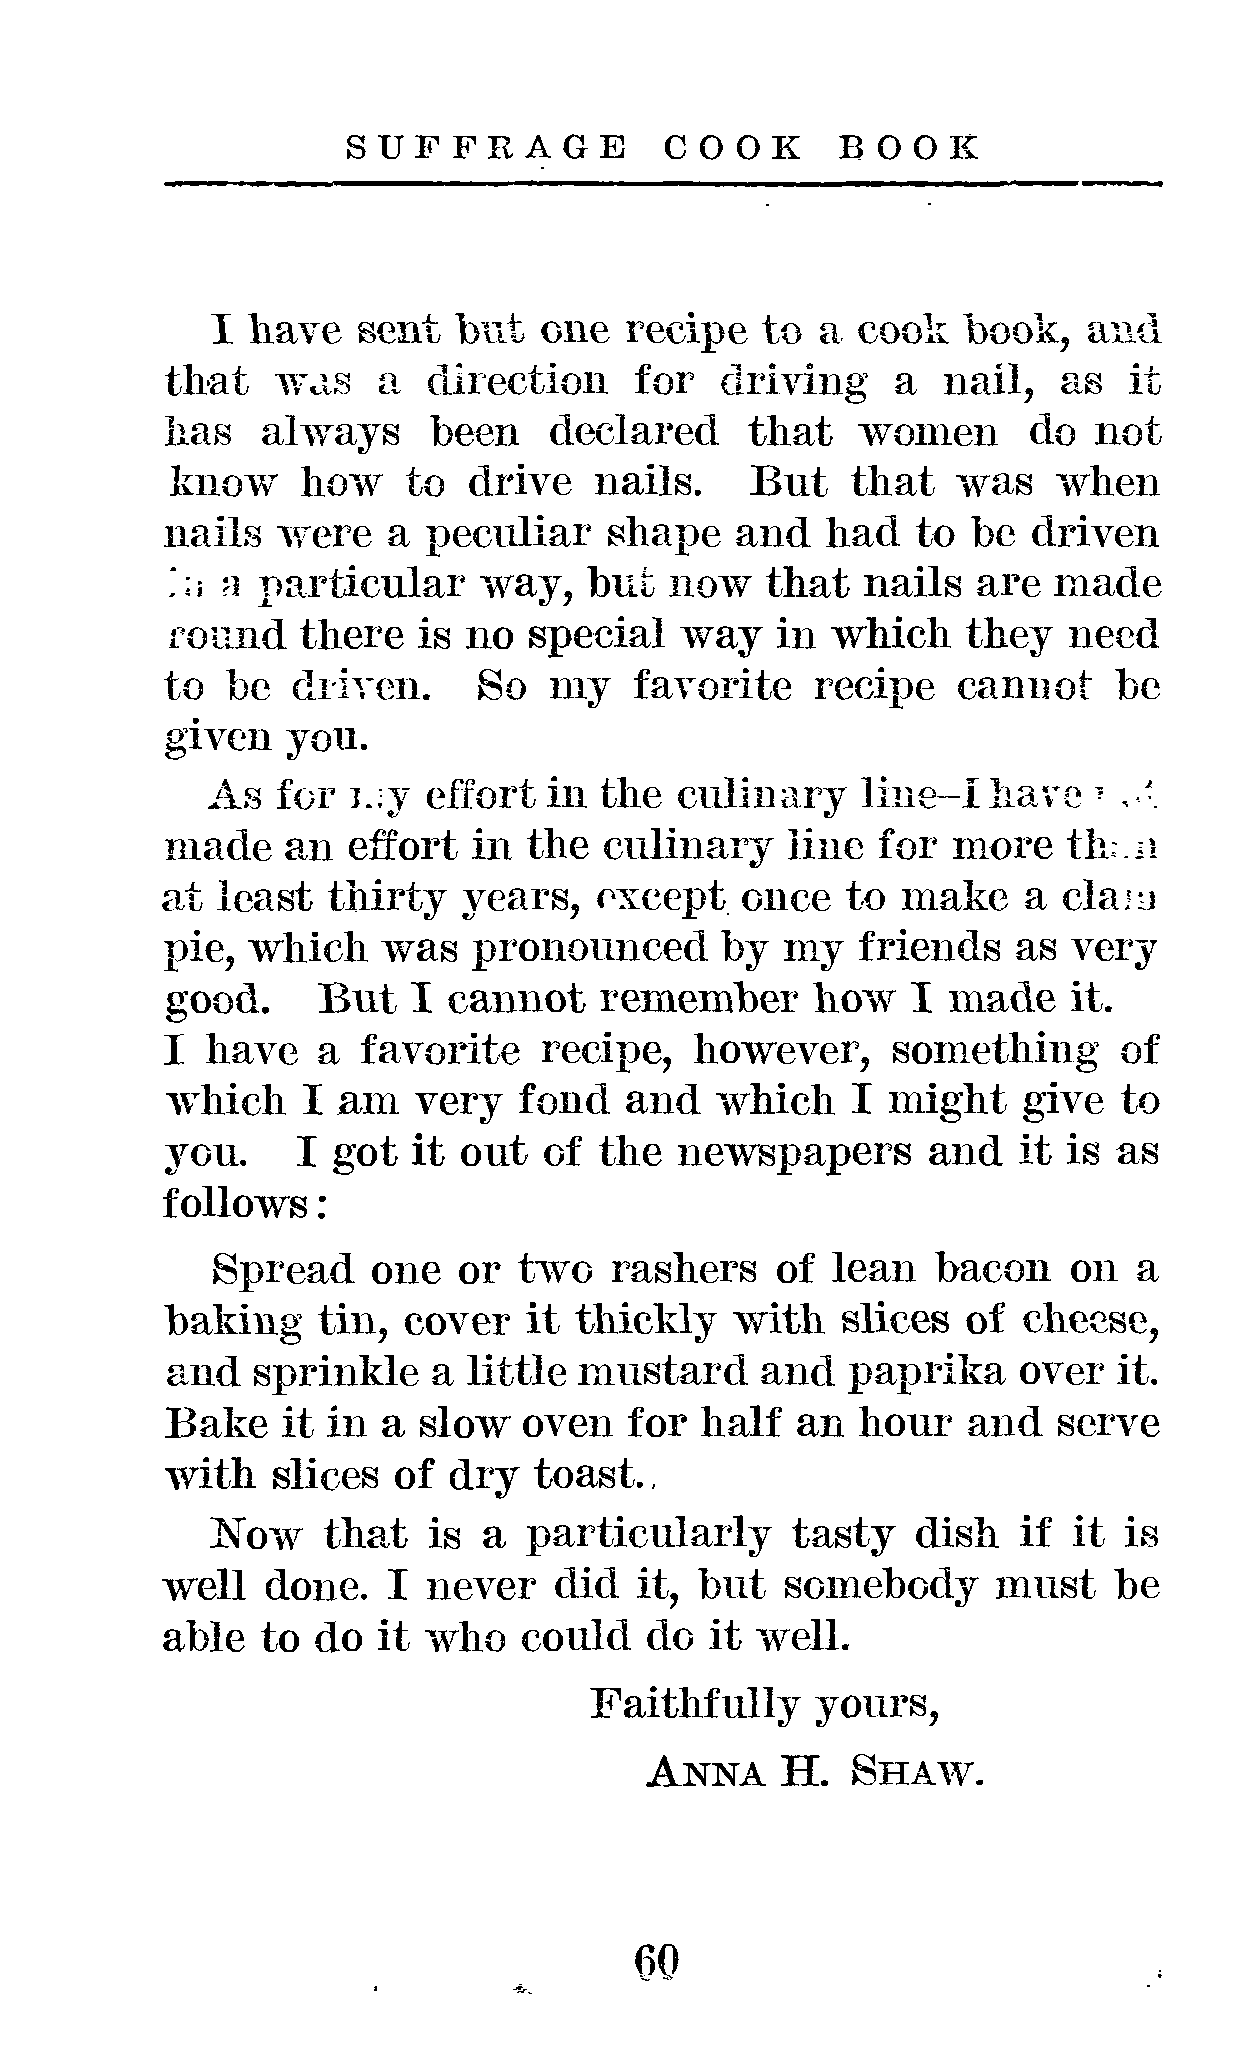 SUFFRAGE COOK BOOK
I have sent but one recipe to a cook book, and
that was a direction for driving a nail, as it
has always been declared that women do not
know how to drive nails. But that was when
nails were a peculiar shape and had to be driven
in a particular way, but now that nails are made
round there is no special way in which they need
to be driven. So my favorite recipe cannot be
given you.
As for my effort in the culinary line–I have
made an effort in the culinary line for more than
at least thirty years, except once to make a clam
pie, which was pronounced by my friends as very
good. But I cannot remember how I made it.
I have a favorite recipe, however, something of
which I am very fond and which I might give to
you. I got it out of the newspapers and it is as
follows:
Spread one or two rashers of lean bacon on a
baking tin, cover it thickly with slices of cheese,
and sprinkle a little mustard and paprika over it.
Bake it in a slow oven for half an hour and serve
with slices of dry toast.
Now that is a particularly tasty dish if it is
well done. I never did it, but somebody must be
able to do it who could do it well.
Faithfully yours,
ANNA H. SHAW.
60